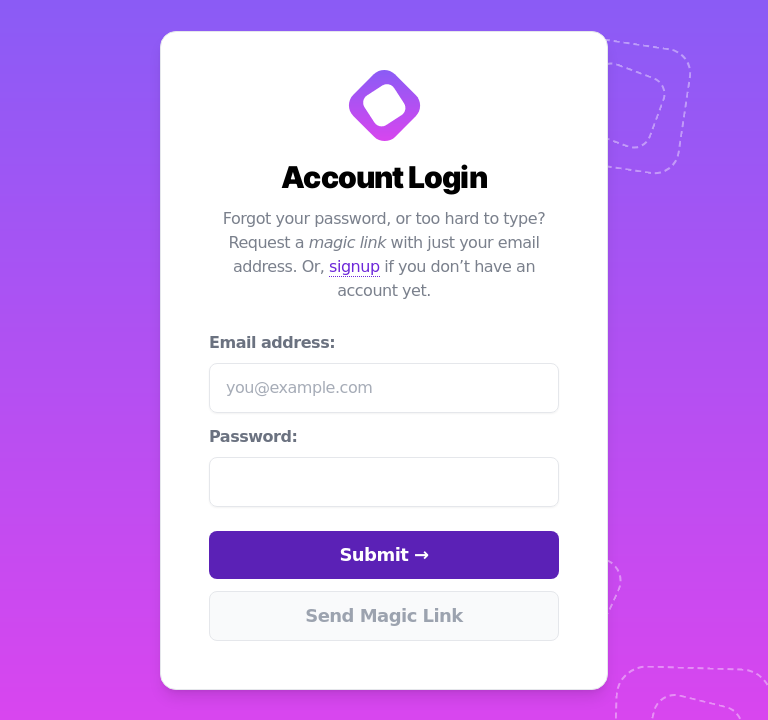 Account Login
Forgot your password, or too hard to type?
Request a magic link with just your email
address. Or, signup if you don’t have an
account yet.
Email address:
you@example.com
Password:
Submit →
Send Magic Link